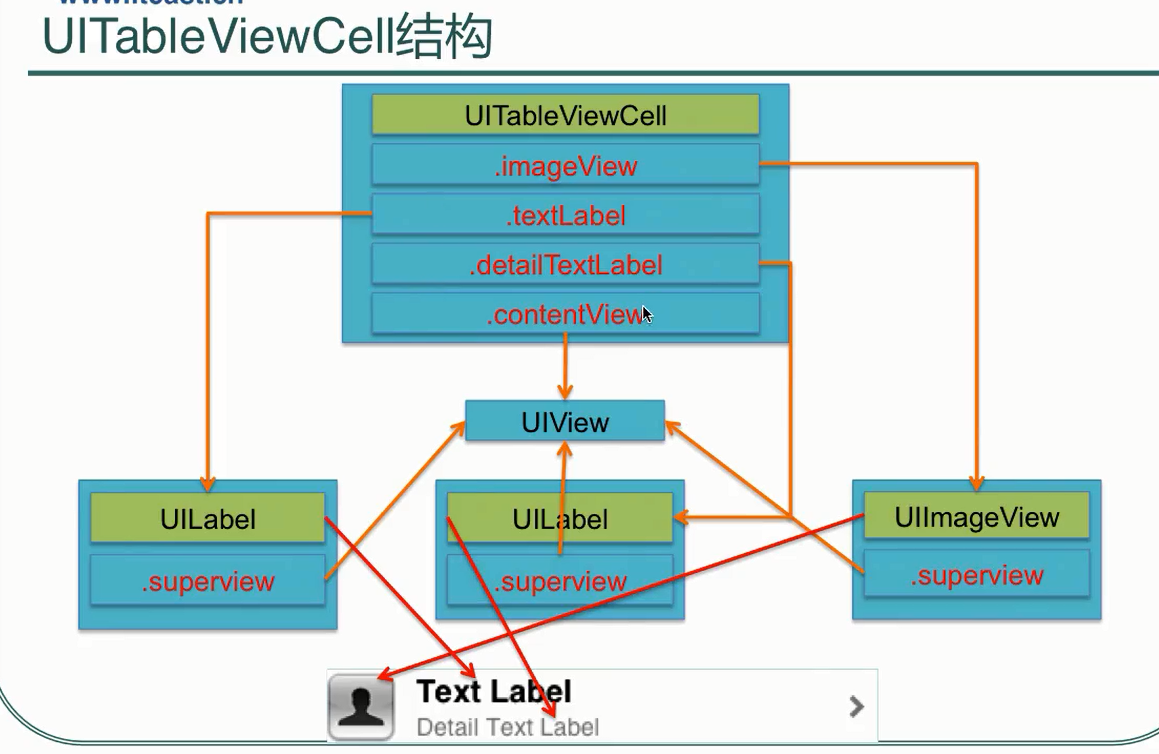 UITableViewCell结构
UITableViewCell
.imageView
.textLabel
.detailTextLabel
.contentView
UIView
UILabel
UILabel
UIImageView
.superview
.superview
.superview
Text Label
Detail Text Label